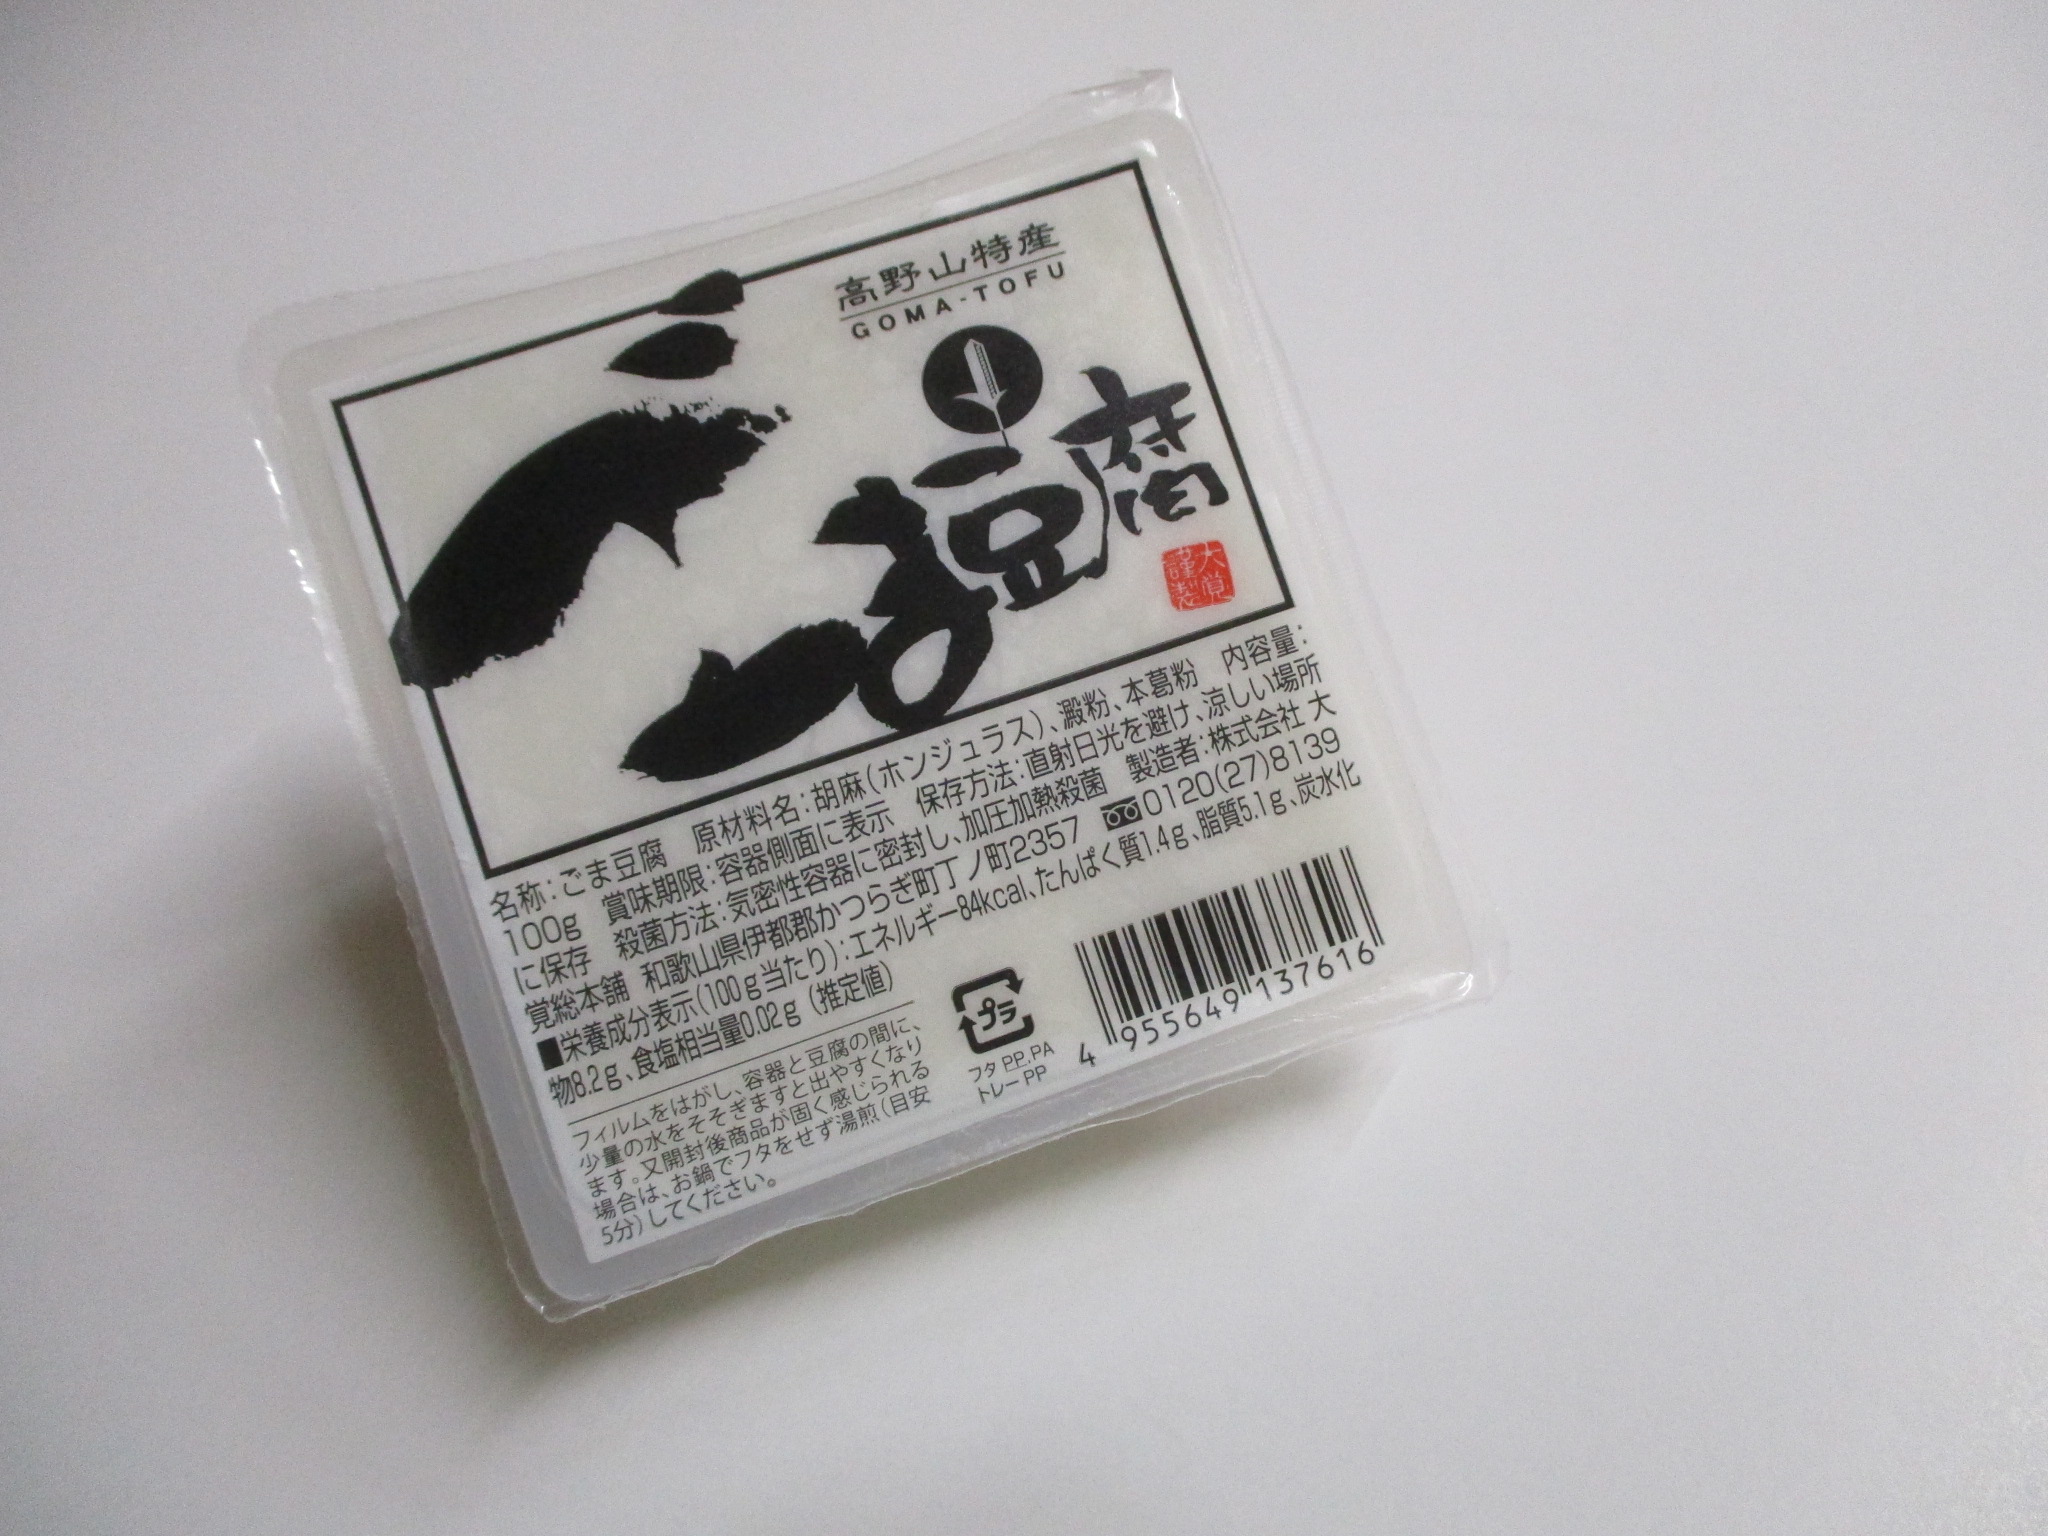 高野山特産
GOMA-TOFU
ごま豆腐
大覚
謹製
名称:ごま豆腐 原材料名:胡麻(ホンジュラス)、澱粉、本葛粉 内容量:
100g 賞味期限:容器側面に表示 保存方法:直射日光を避け、涼しい場所
に保存 殺菌方法:気密性容器に密封し、加圧加熱殺菌 製造者:株式会社 大
覚総本舗 和歌山県伊都郡かつらぎ町丁ノ町2357 0120(27)8139
■栄養成分表示(100g当たり):エネルギー84kcal、たんぱく質1.4g、脂質5.1g、炭水化
物8.2g、食塩相当量0.02g (推定値)
フィルムをはがし、容器と豆腐の間に、
少量の水をそそぎますと出やすくなり
ます。又開封後商品が固く感じられる
場合は、お鍋でフタをせず湯煎(目安
5分)してください。
プラ
フタ PP,PA
トレー PP
4 955649 137616